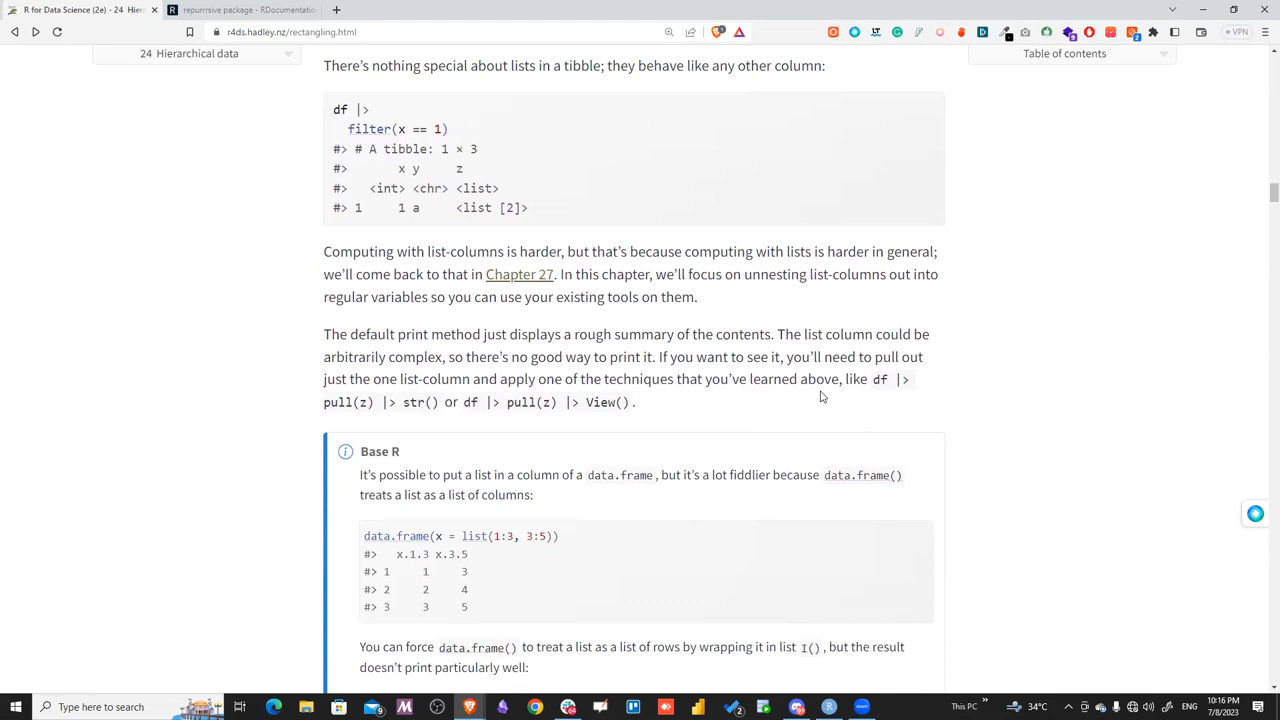 R for Data Science (2e) - 24 Hier
repurrrsive package - RDocumentation
r4ds.hadley.nz/rectangling.html
VPN
24 Hierarchical data
Table of contents
There's nothing special about lists in a tibble; they behave like any other column:
df |>
filter(x == 1)
#> # A tibble: 1 × 3
#> x y z
#> <int> <chr> <list>
#> 1 1 a <list [2]>
Computing with list-columns is harder, but that's because computing with lists is harder in general;
we'll come back to that in Chapter 27. In this chapter, we'll focus on unnesting list-columns out into
regular variables so you can use your existing tools on them.
The default print method just displays a rough summary of the contents. The list column could be
arbitrarily complex, so there's no good way to print it. If you want to see it, you'll need to pull out
just the one list-column and apply one of the techniques that you've learned above, like df |>
pull(z) |> str() or df |> pull(z) |> View().
Base R
It's possible to put a list in a column of a data.frame, but it's a lot fiddlier because data.frame()
treats a list as a list of columns:
data.frame(x = list(1:3, 3:5))
#> x.1.3 x.3.5
#> 1 1 3
#> 2 2 4
#> 3 3 5
You can force data.frame() to treat a list as a list of rows by wrapping it in list I(), but the result
doesn't print particularly well:
Type here to search
This PC
34°C
10:16 PM
7/8/2023